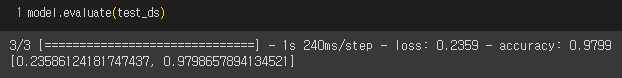 1 model.evaluate(test_ds)
3/3 [==============================] - 1s 240ms/step - loss: 0.2359 - accuracy: 0.9799
[0.23586124181747437, 0.9798657894134521]